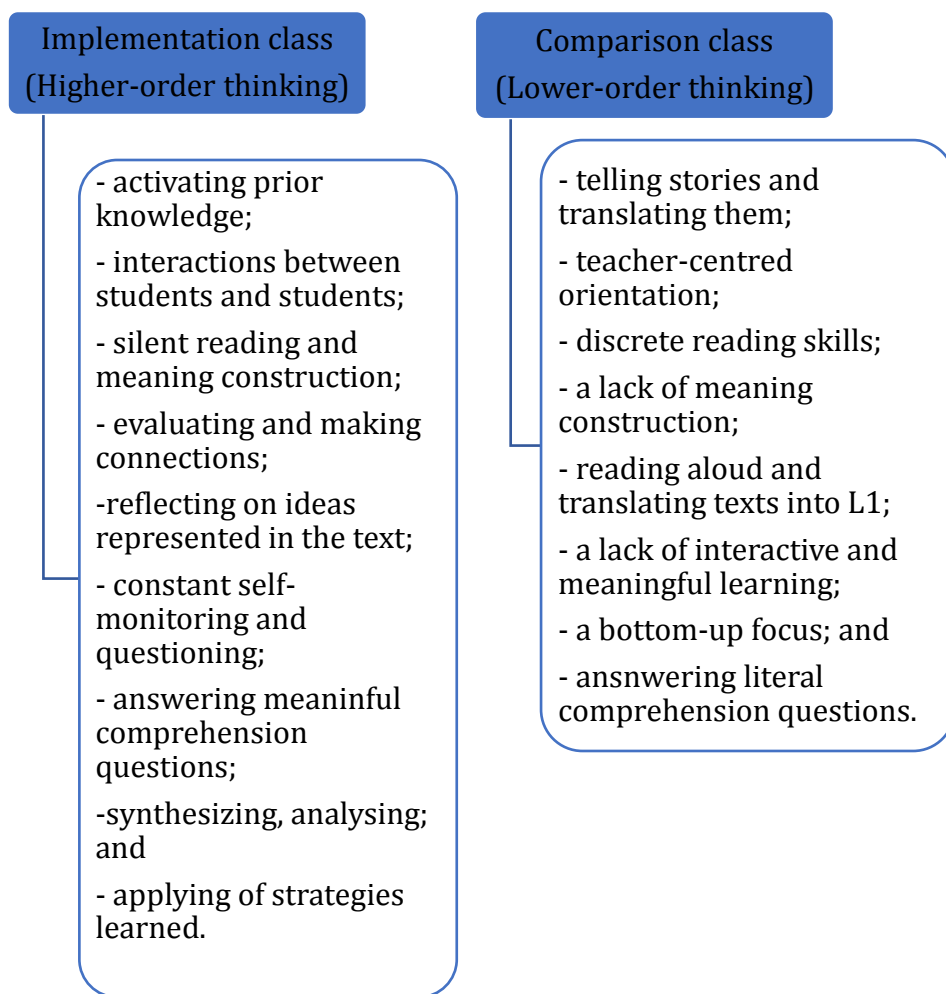 Implementation class
(Higher-order thinking)
- activating prior
knowledge;
- interactions between
students and students;
- silent reading and
meaning construction;
- evaluating and making
connections;
-reflecting on ideas
represented in the text;
- constant self-
monitoring and
questioning;
- answering meaninful
comprehension
questions;
-synthesizing, analysing;
and
- applying of strategies
learned.
Comparison class
(Lower-order thinking)
- telling stories and
translating them;
- teacher-centred
orientation;
- discrete reading skills;
- a lack of meaning
construction;
- reading aloud and
translating texts into L1;
- a lack of interactive and
meaningful learning;
- a bottom-up focus; and
- ansnwering literal
comprehension questions.